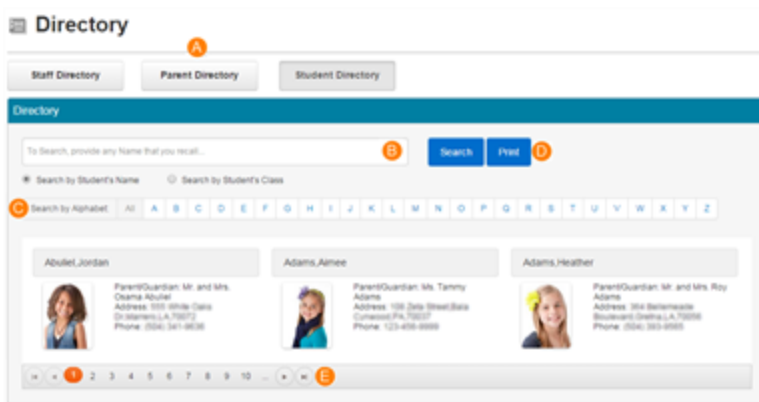 Directory
A
Staff Directory Parent Directory Student Directory
Directory
To Search, provide any Name that you recall... B Search Print D
Search by Student's Name Search by Student's Class
C Search by Alphabet All A B C D E F G H I J K L M N O P Q R S T U V W X Y Z
Abuliel,Jordan Adams,Aimee Adams,Heather
Parent/Guardian: Mr. and Mrs. Parent/Guardian: Ms. Tammy Parent/Guardian: Mr. and Mrs. Roy
Osama Abuliel Adams Adams
Address: Address: Address:
Phone: Phone: Phone:
1 2 3 4 5 6 7 8 9 10 ... E